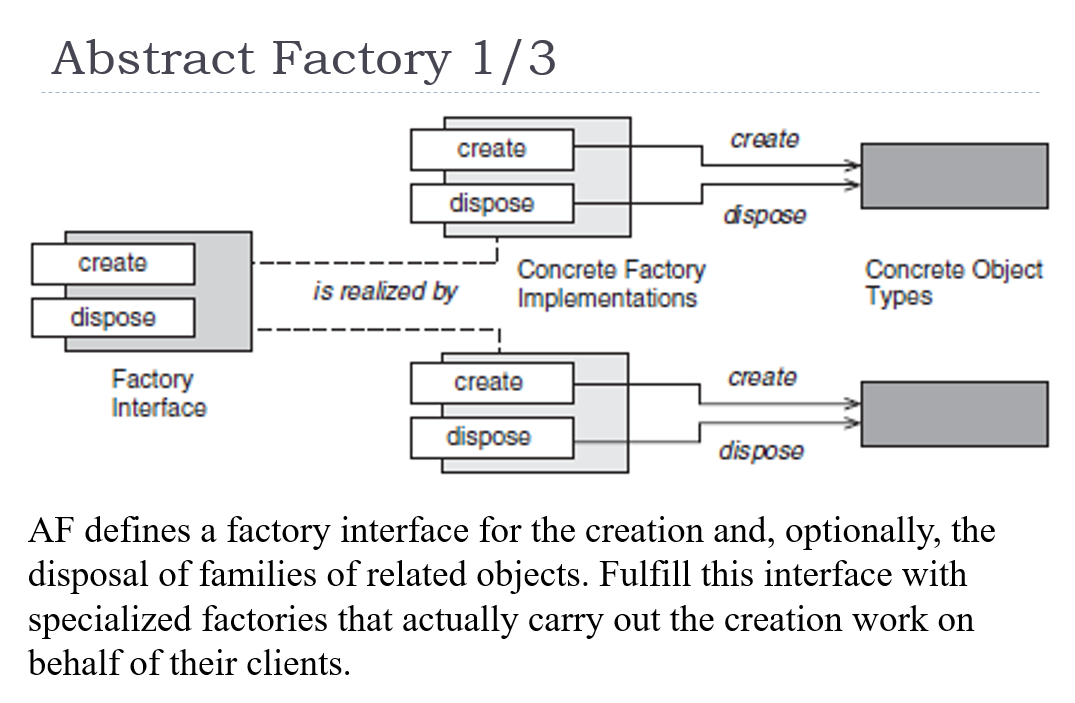 Abstract Factory 1/3
create
dispose
create
dispose
create
dispose
is realized by
Concrete Factory
Implementations
Concrete Object
Types
Factory
Interface
create
dispose
create
dispose
AF defines a factory interface for the creation and, optionally, the
disposal of families of related objects. Fulfill this interface with
specialized factories that actually carry out the creation work on
behalf of their clients.